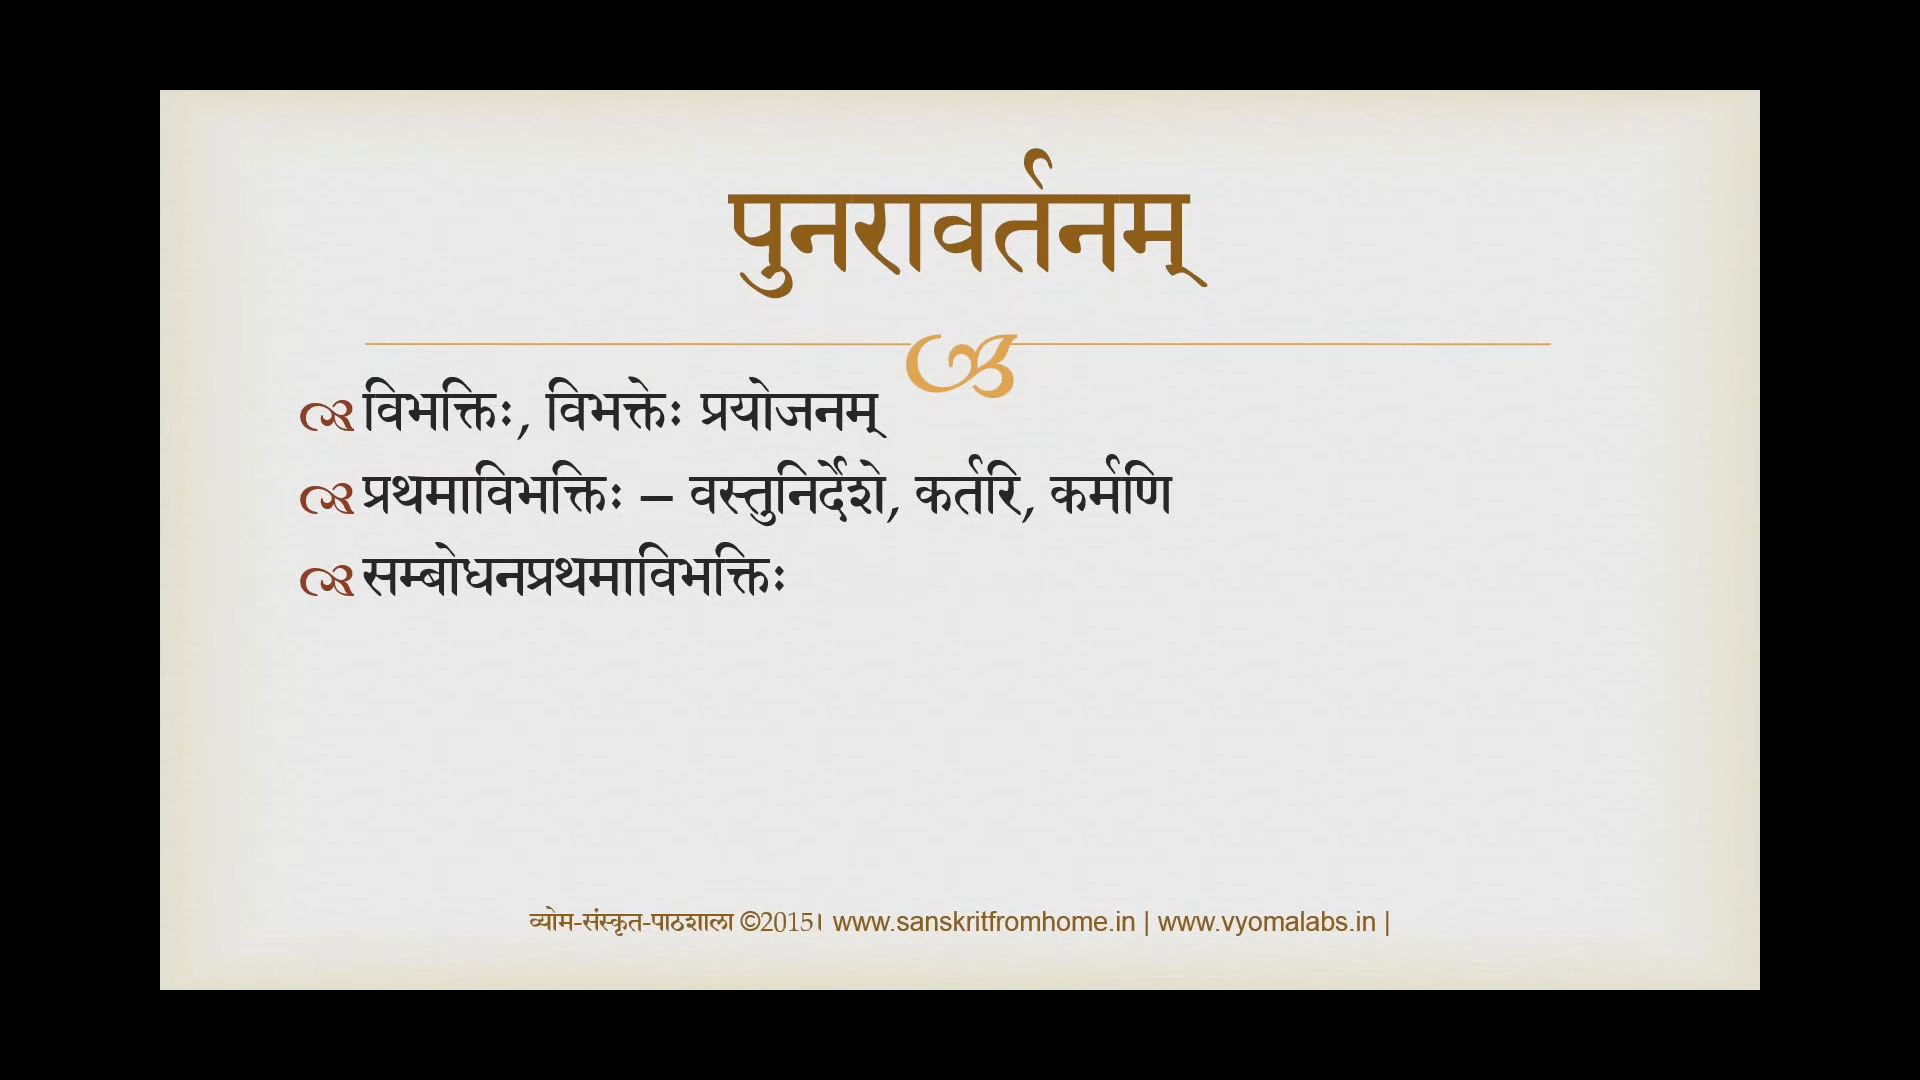 पुनरावर्तनम्
विभक्तिः, विभक्तेः प्रयोजनम्
प्रथमाविभक्तिः – वस्तुनिर्देशे, कर्तरि, कर्मणि
सम्बोधनप्रथमाविभक्तिः
व्योम-संस्कृत-पाठशाला ©2015। www.sanskritfromhome.in | www.vyomalabs.in |